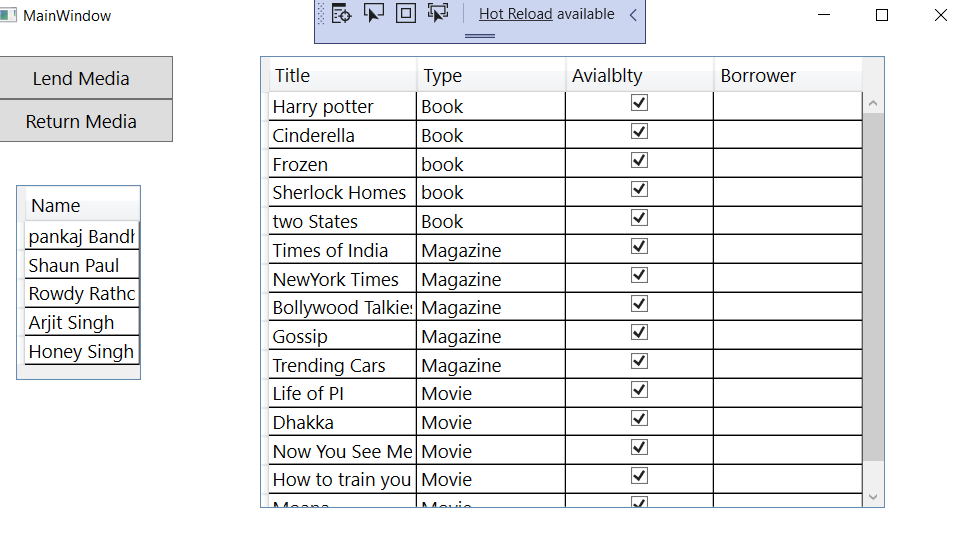 MainWindow
Hot Reload available
Lend Media
Return Media
Name
pankaj Bandh
Shaun Paul
Rowdy Rathc
Arjit Singh
Honey Singh
Title Type Avialblty Borrower
Harry potter Book
Cinderella Book
Frozen book
Sherlock Homes book
two States Book
Times of India Magazine
NewYork Times Magazine
Bollywood Talkies Magazine
Gossip Magazine
Trending Cars Magazine
Life of PI Movie
Dhakka Movie
Now You See Me Movie
How to train you Movie
Moana Movie